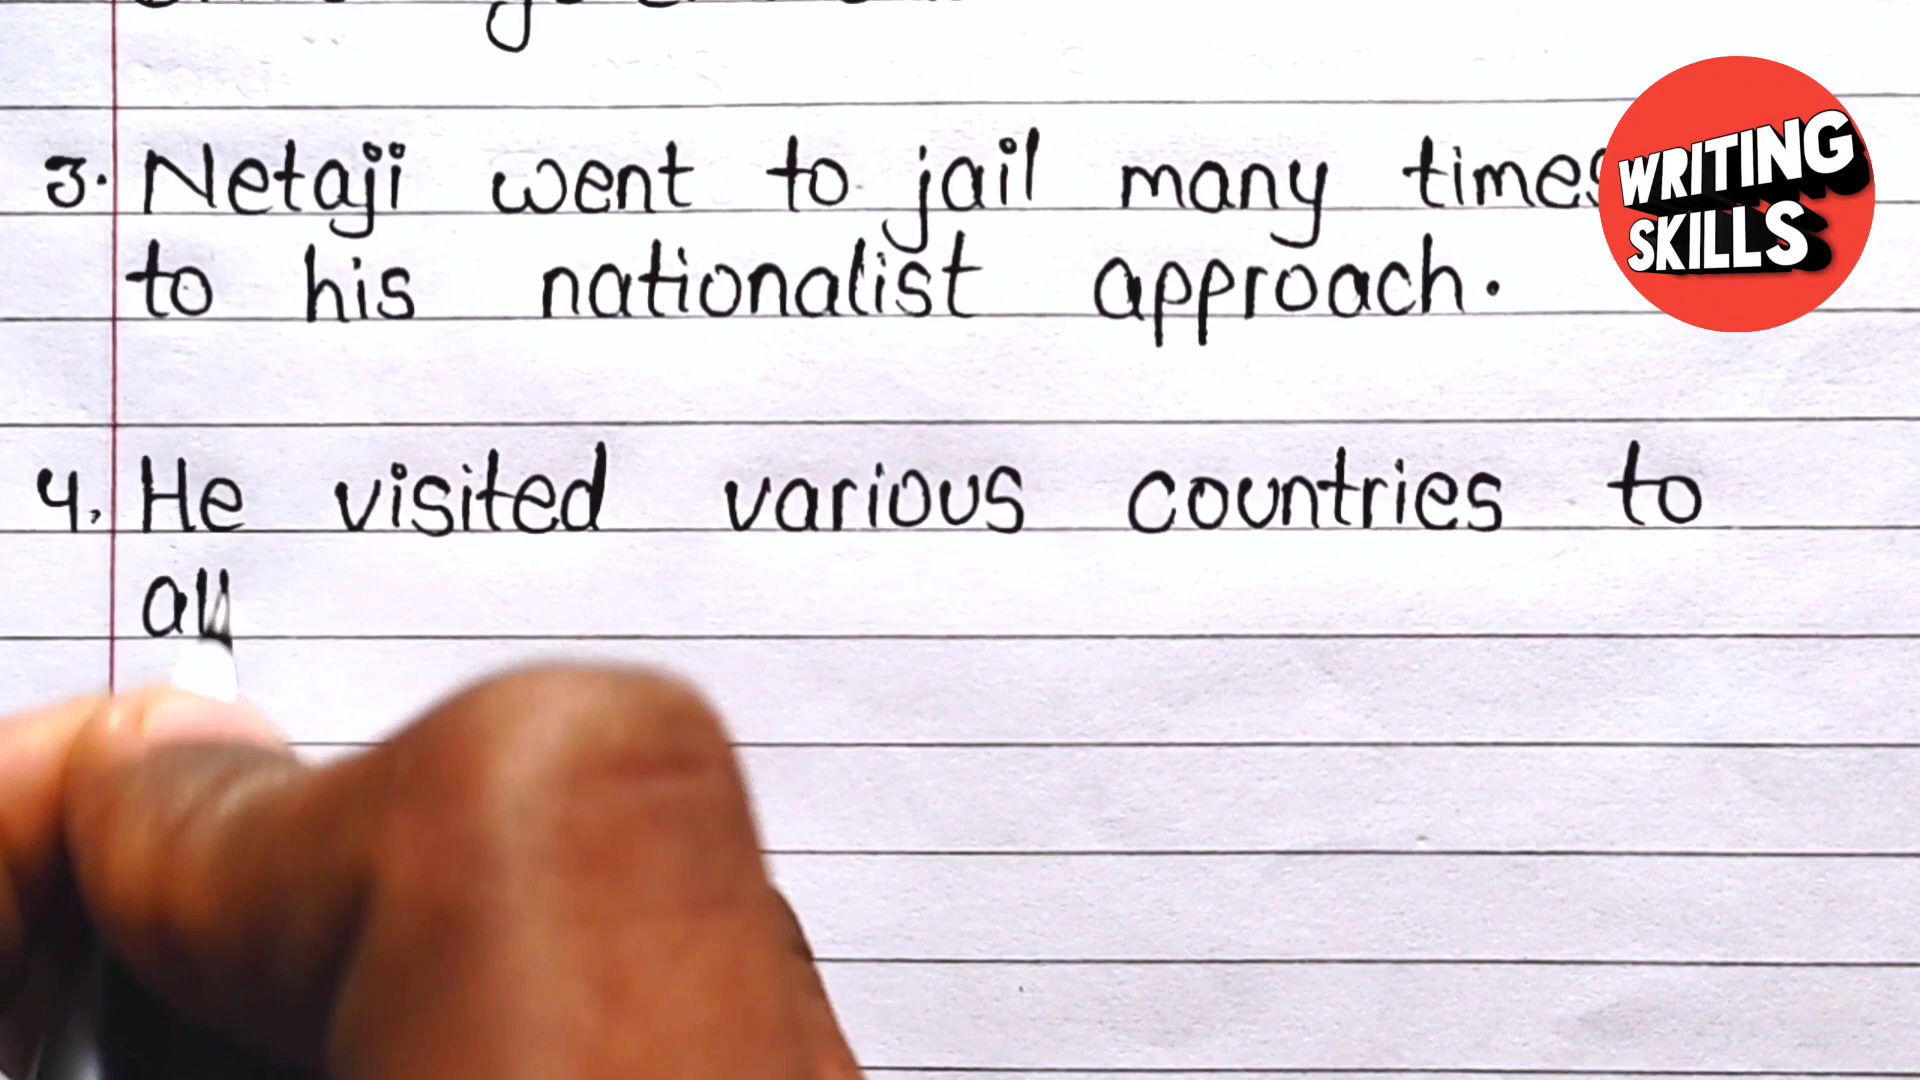 3. Netaji went to jail many times
to his nationalist approach.
4. He visited various countries to
WRITING
SKILLS